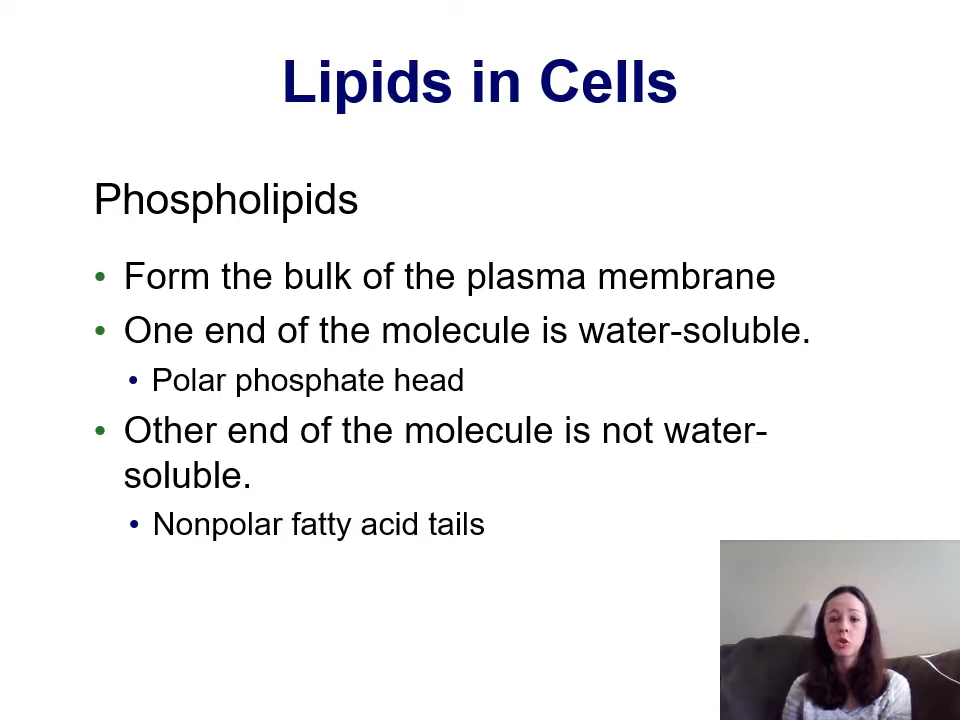 Lipids in Cells
Phospholipids
• Form the bulk of the plasma membrane
• One end of the molecule is water-soluble.
• Polar phosphate head
• Other end of the molecule is not water-
soluble.
• Nonpolar fatty acid tails